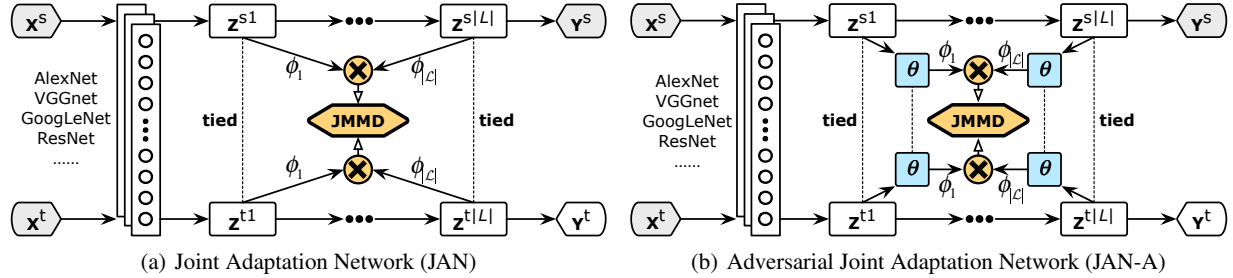 X^s Z^s1 Z^s|L| Y^s
ϕ_1 ϕ_|𝓛|
AlexNet
VGGnet
GoogLeNet
ResNet
......
tied JMMD tied
ϕ_1 ϕ_|𝓛|
X^t Z^t1 Z^t|L| Y^t
(a) Joint Adaptation Network (JAN)
X^s Z^s1 Z^s|L| Y^s
θ ϕ_1 ϕ_|𝓛| θ
AlexNet
VGGnet
GoogLeNet
ResNet
......
tied JMMD tied
θ ϕ_1 ϕ_|𝓛| θ
X^t Z^t1 Z^t|L| Y^t
(b) Adversarial Joint Adaptation Network (JAN-A)